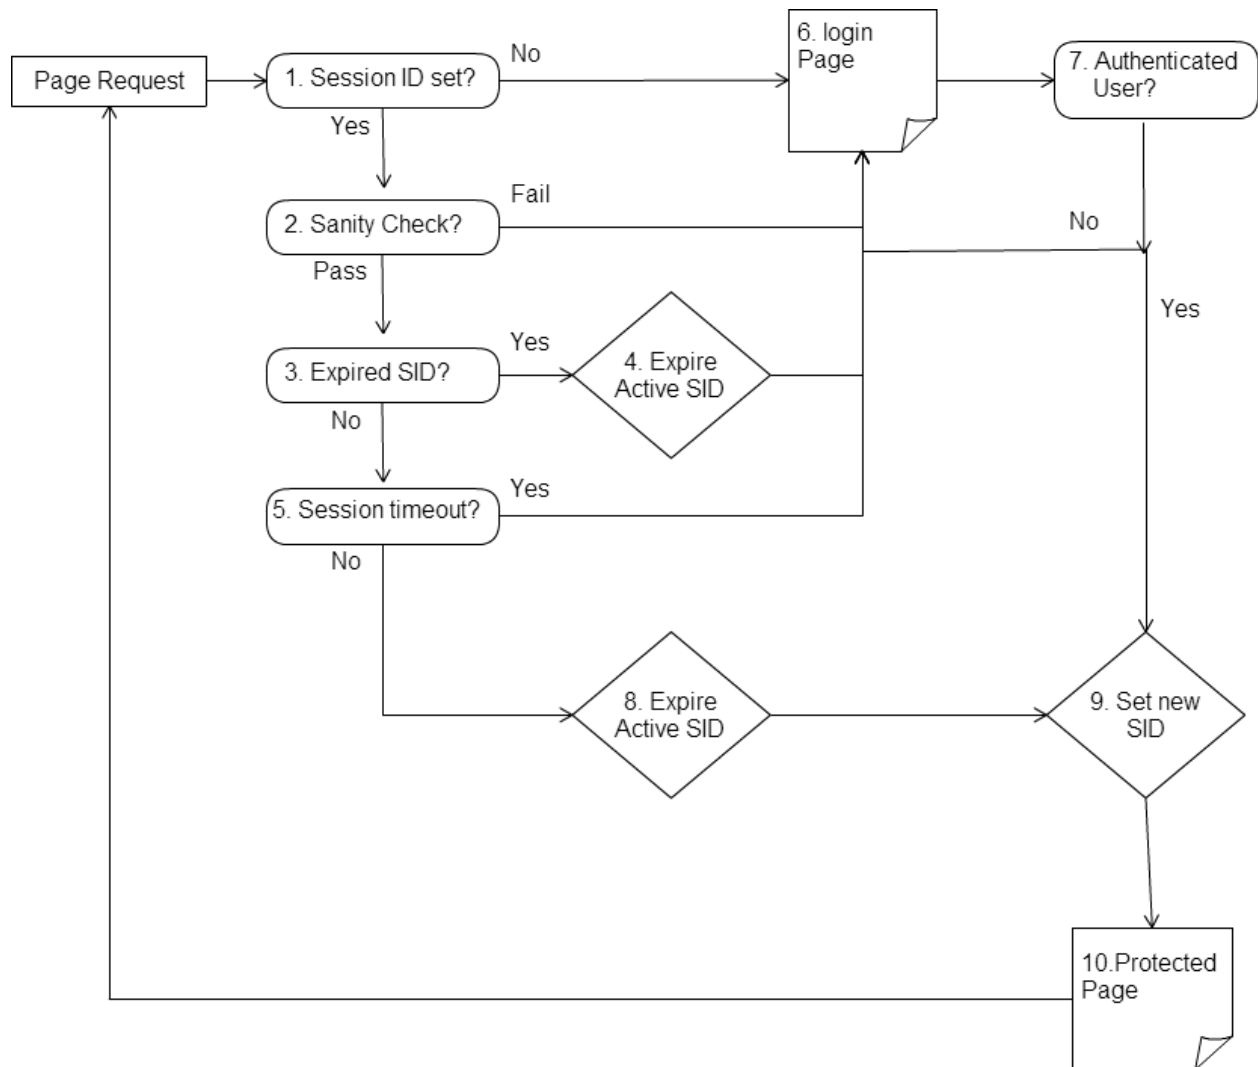 Page Request
1. Session ID set?
No
6. login
Page
7. Authenticated
User?
Yes
2. Sanity Check?
Fail
No
Pass
Yes
3. Expired SID?
Yes
4. Expire
Active SID
No
5. Session timeout?
Yes
No
8. Expire
Active SID
9. Set new
SID
10.Protected
Page